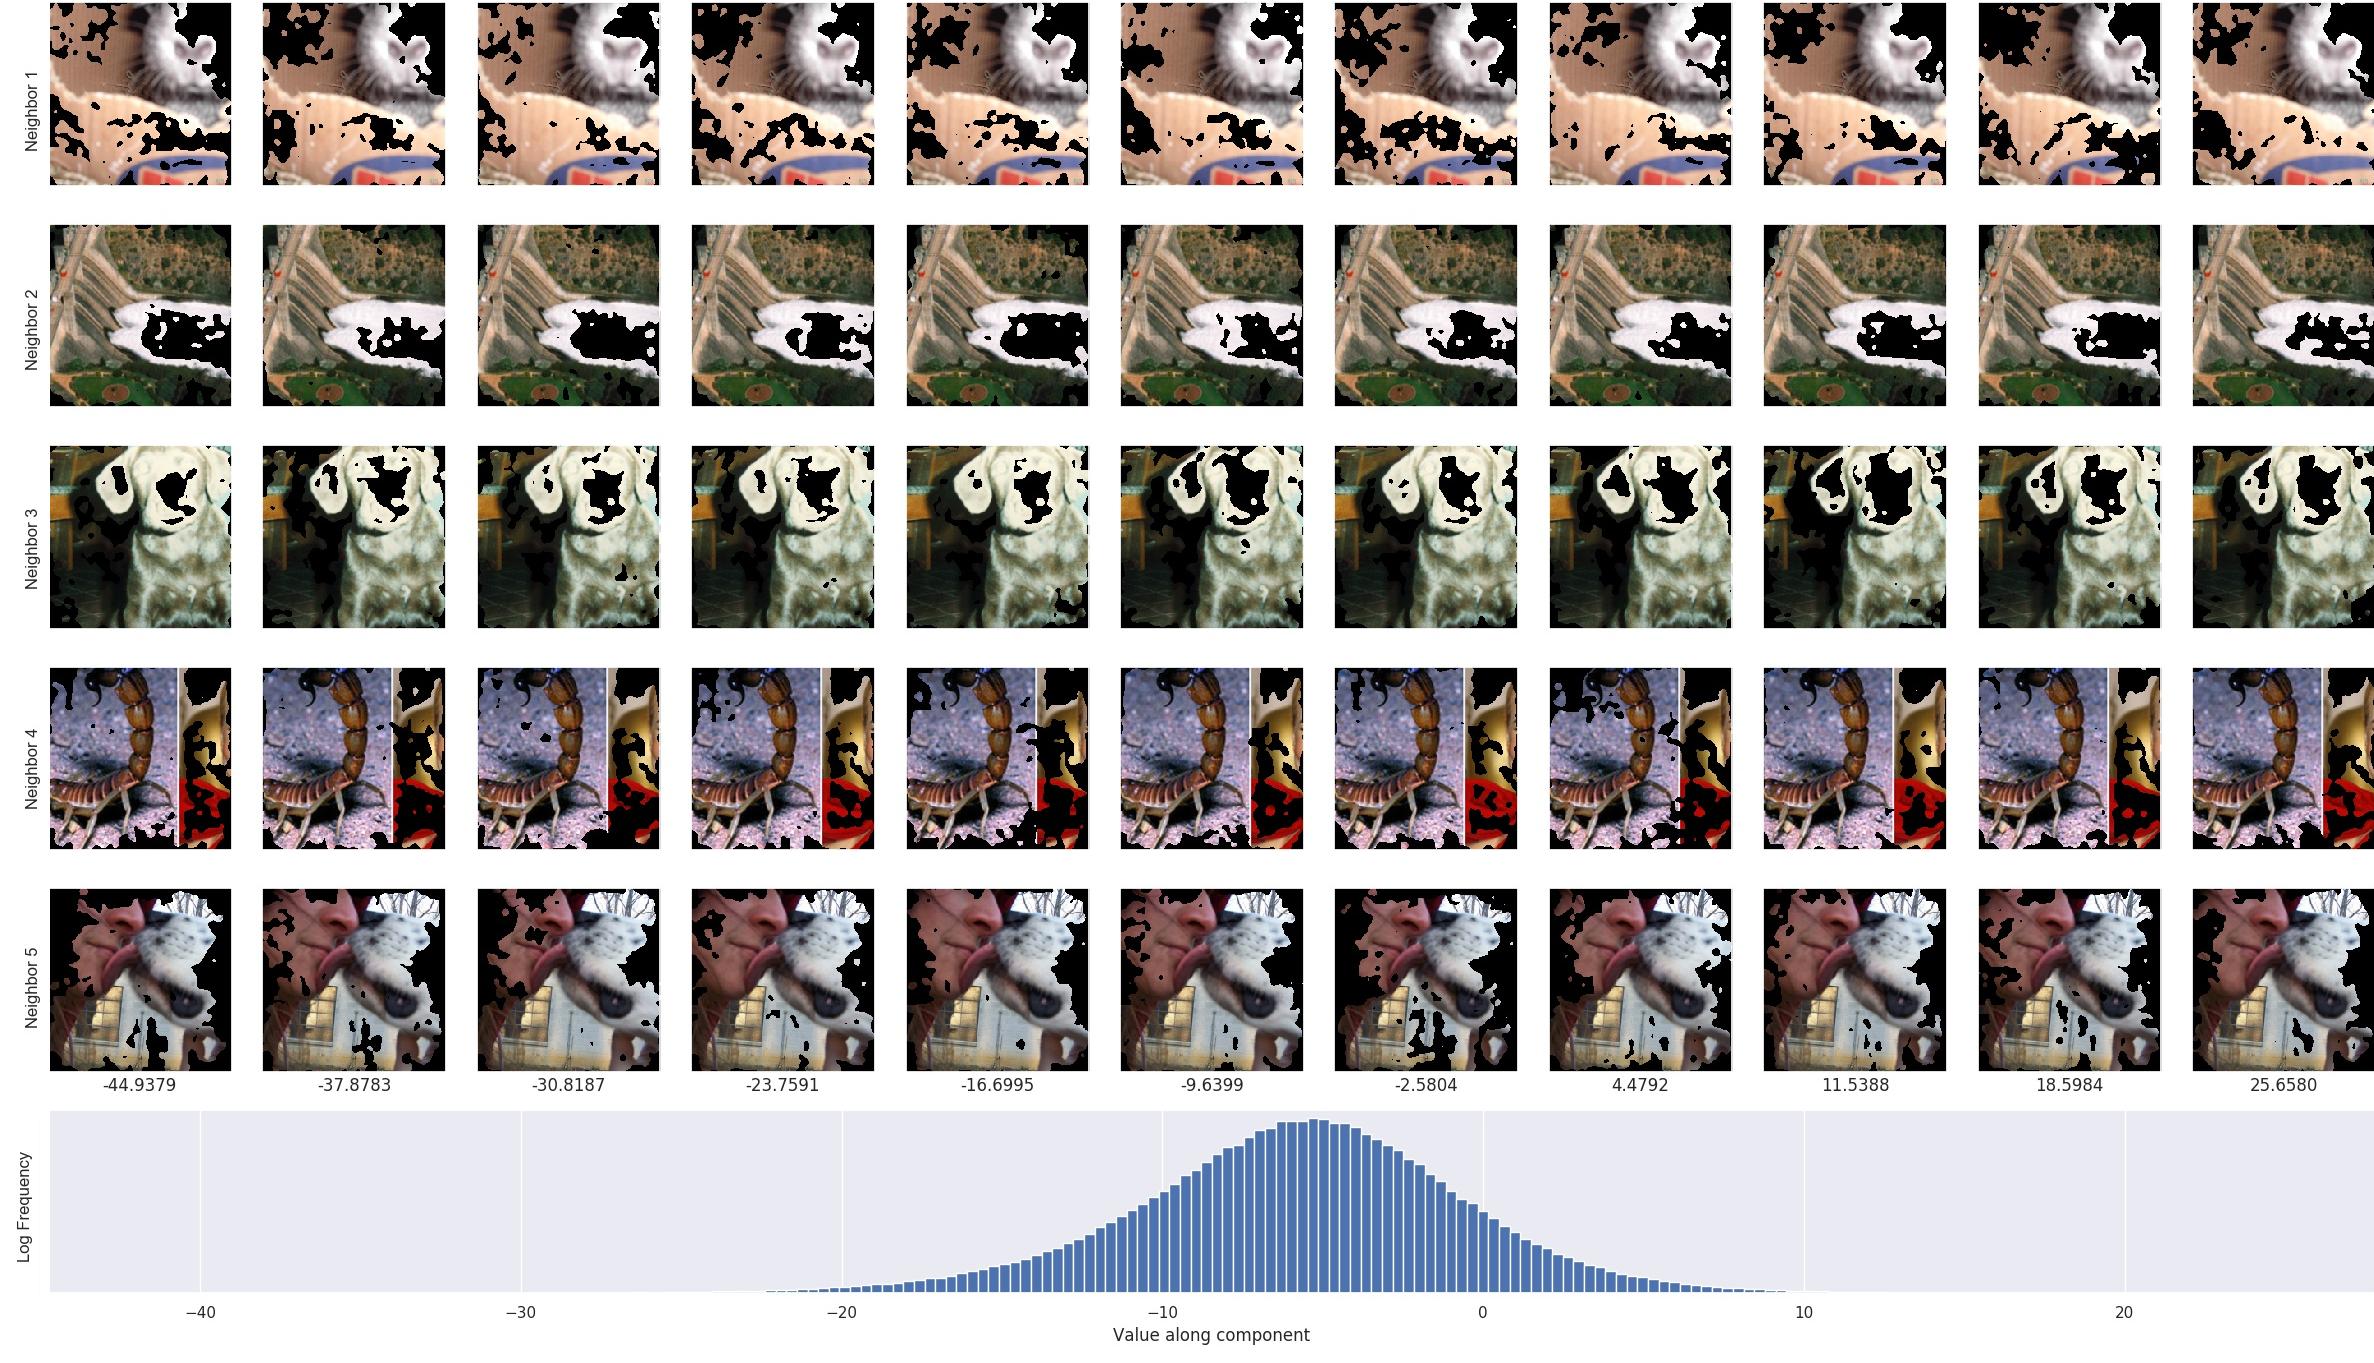 Neighbor 1
Neighbor 2
Neighbor 3
Neighbor 4
Neighbor 5
-44.9379 -37.8783 -30.8187 -23.7591 -16.6995 -9.6399 -2.5804 4.4792 11.5388 18.5984 25.6580
Log Frequency
−40 −30 −20 −10 0 10 20
Value along component